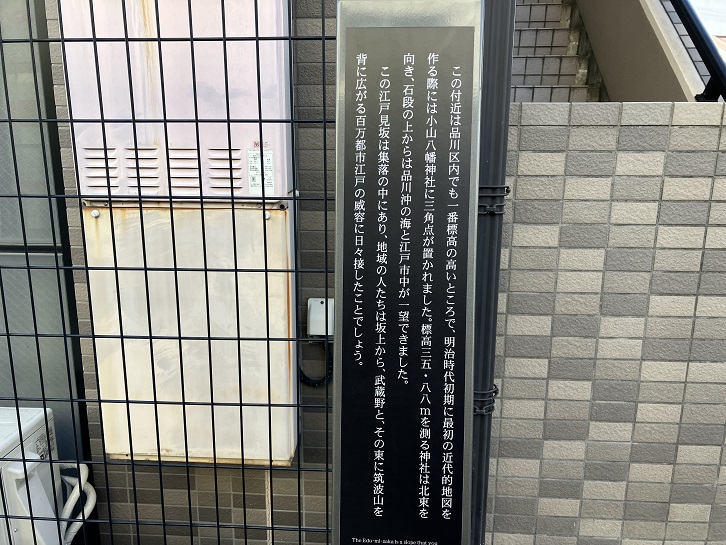 この付近は品川区内でも一番標高の高いところで、明治時代初期に最初の近代的地図を
作る際には小山八幡神社に三角点が置かれました。標高三五・八八mを測る神社は北東を
向き、石段の上からは品川沖の海と江戸市中が一望できました。
この江戸見坂は集落の中にあり、地域の人たちは坂上から、武蔵野と、その東に筑波山を
背に広がる百万都市江戸の威容に日々接したことでしょう。
The Edo-mi-zaka is a slope that you